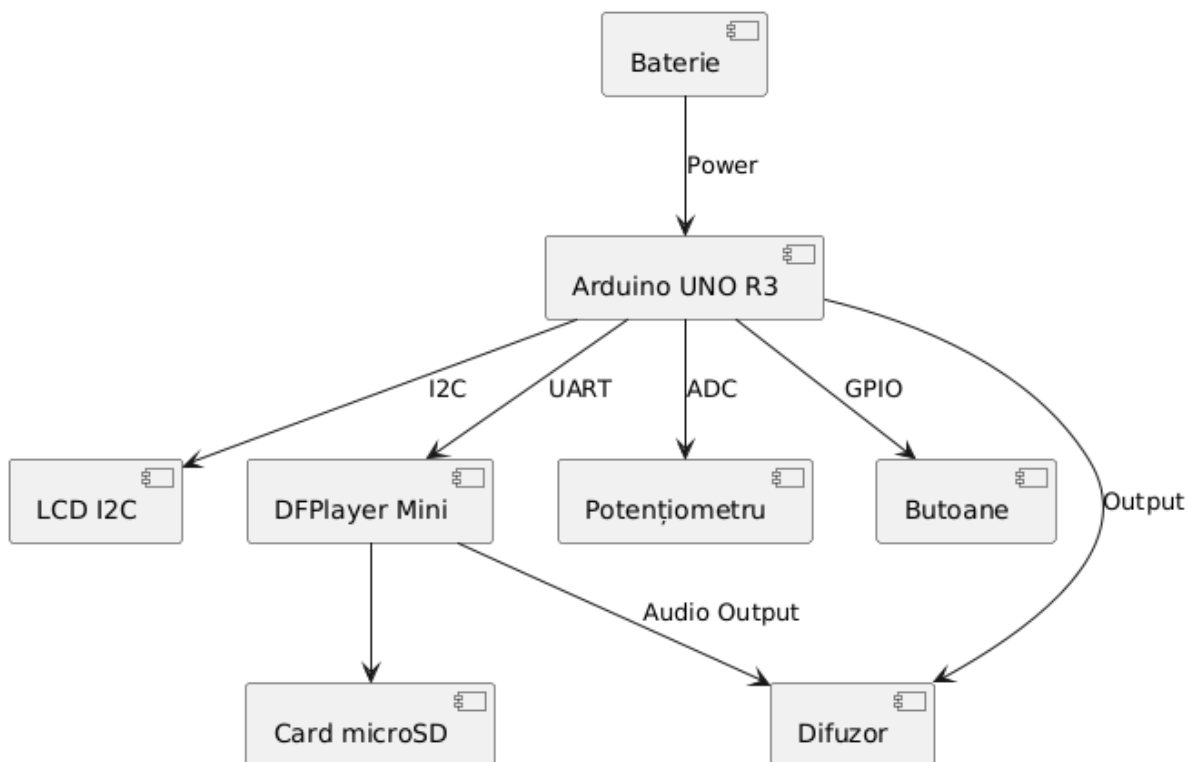 Baterie
Power
Arduino UNO R3
I2C
UART
ADC
GPIO
Output
LCD I2C
DFPlayer Mini
Potențiometru
Butoane
Audio Output
Card microSD
Difuzor